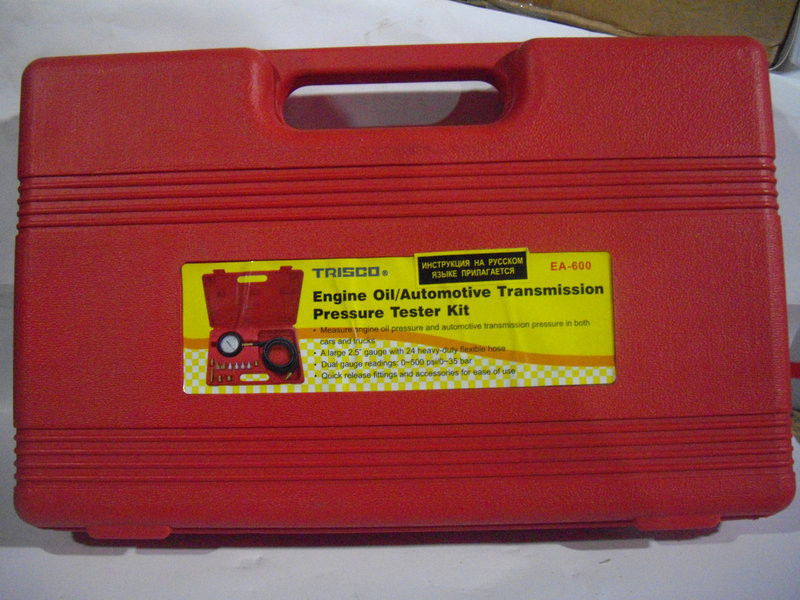 TRISCO®
ИНСТРУКЦИЯ НА РУССКОМ
ЯЗЫКЕ ПРИЛАГАЕТСЯ
EA-600
Engine Oil/Automotive Transmission
Pressure Tester Kit
• Measure engine oil pressure and automotive transmission pressure in both
cars and trucks
• A large 2.5" gauge with 24 heavy-duty flexible hose
• Dual gauge readings: 0~500 psi/0~35 bar
• Quick release fittings and accessories for ease of use